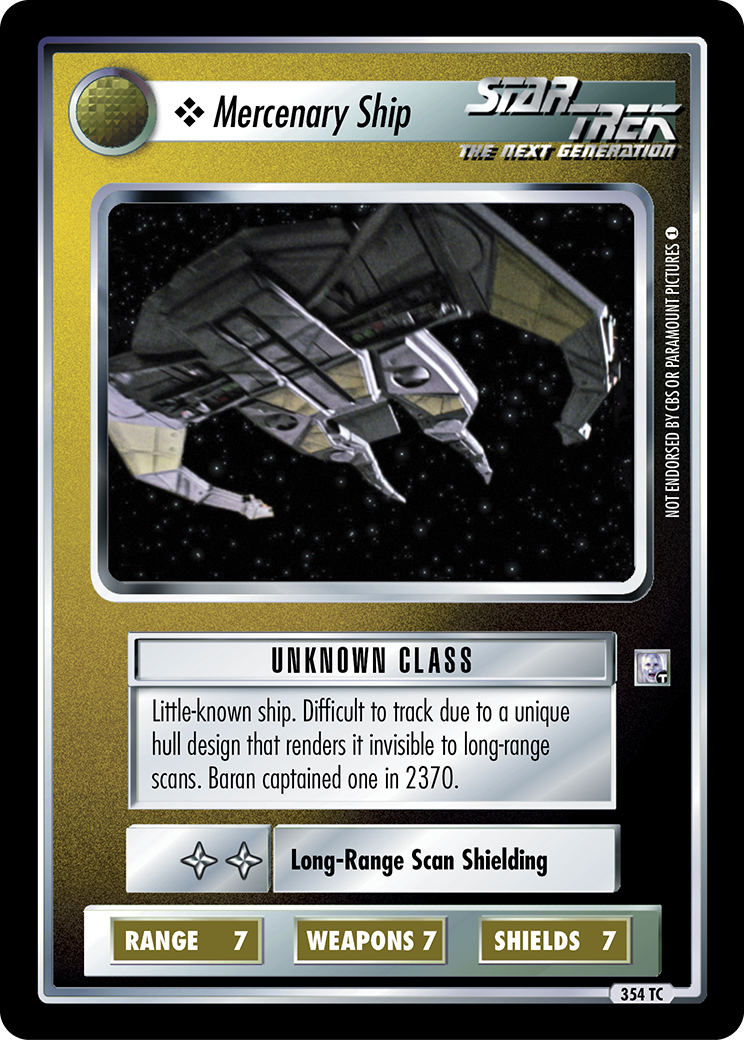 ❖ Mercenary Ship
STAR TREK
THE NEXT GENERATION
NOT ENDORSED BY CBS OR PARAMOUNT PICTURES 1
UNKNOWN CLASS
T
Little-known ship. Difficult to track due to a unique
hull design that renders it invisible to long-range
scans. Baran captained one in 2370.
Long-Range Scan Shielding
RANGE 7
WEAPONS 7
SHIELDS 7
354 TC